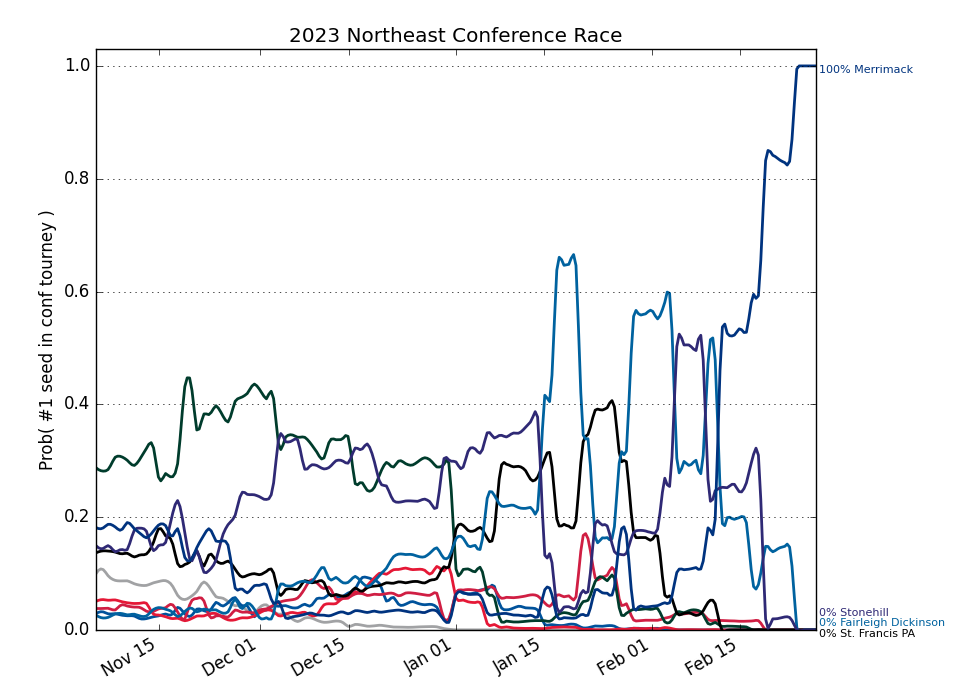 2023 Northeast Conference Race
Prob( #1 seed in conf tourney )
1.0
0.8
0.6
0.4
0.2
0.0
Nov 15
Dec 01
Dec 15
Jan 01
Jan 15
Feb 01
Feb 15
100% Merrimack
0% Stonehill
0% Fairleigh Dickinson
0% St. Francis PA